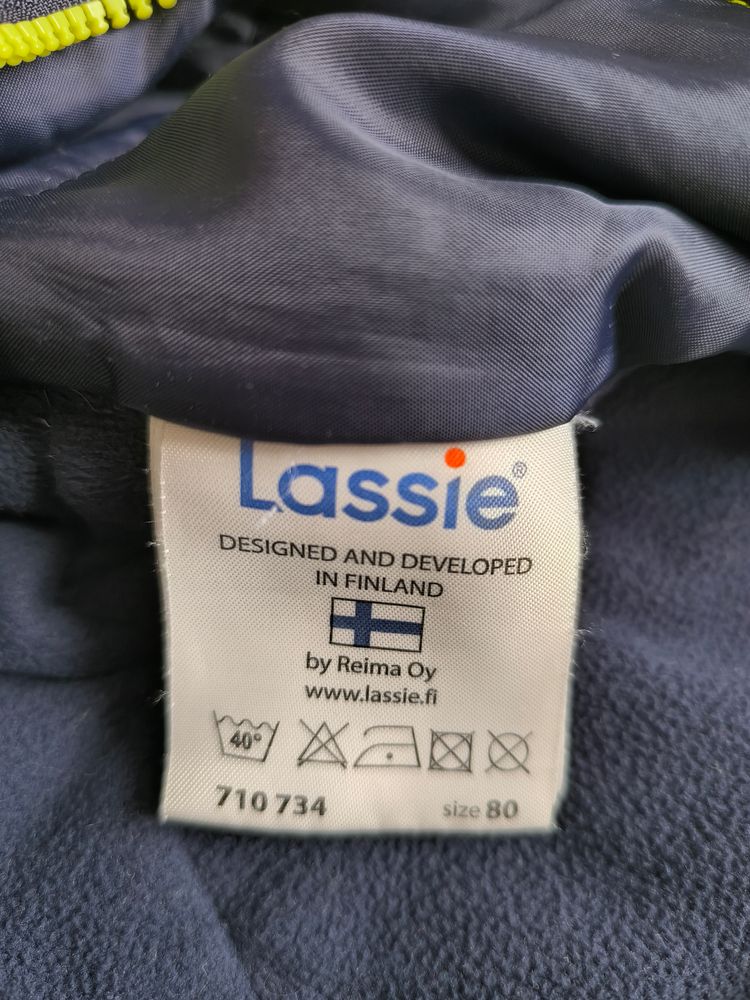 Lassie®
DESIGNED AND DEVELOPED
IN FINLAND
by Reima Oy
www.lassie.fi
40°
710 734 size 80